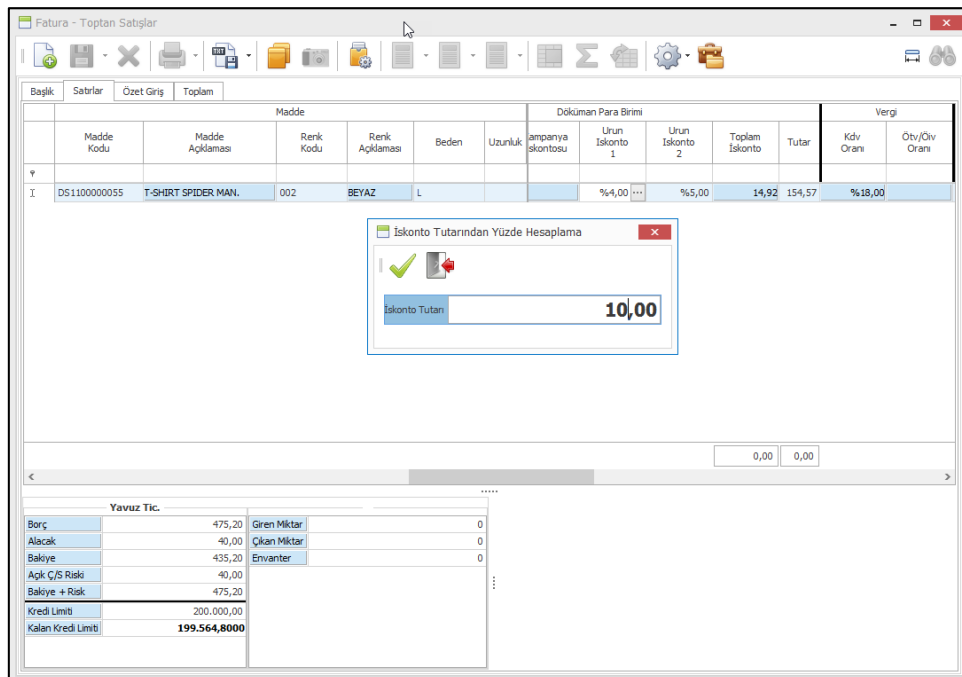 Fatura - Toptan Satışlar
TXT
Başlık Satırlar Özet Giriş Toplam
Madde Döküman Para Birimi Vergi
Madde Kodu Madde Açıklaması Renk Kodu Renk Açıklaması Beden Uzunluk ampanya skontosu Urun Iskonto 1 Urun Iskonto 2 Toplam İskonto Tutar Kdv Oranı Ötv/Öiv Oranı
DS1100000055 T-SHIRT SPIDER MAN. 002 BEYAZ L %4,00 ... %5,00 14,92 154,57 %18,00
İskonto Tutarından Yüzde Hesaplama
İskonto Tutarı 10,00
0,00 0,00
Yavuz Tic.
Borç 475,20 Giren Miktar 0
Alacak 40,00 Çıkan Miktar 0
Bakiye 435,20 Envanter 0
Açık Ç/S Riski 40,00
Bakiye + Risk 475,20
Kredi Limiti 200.000,00
Kalan Kredi Limiti 199.564,8000